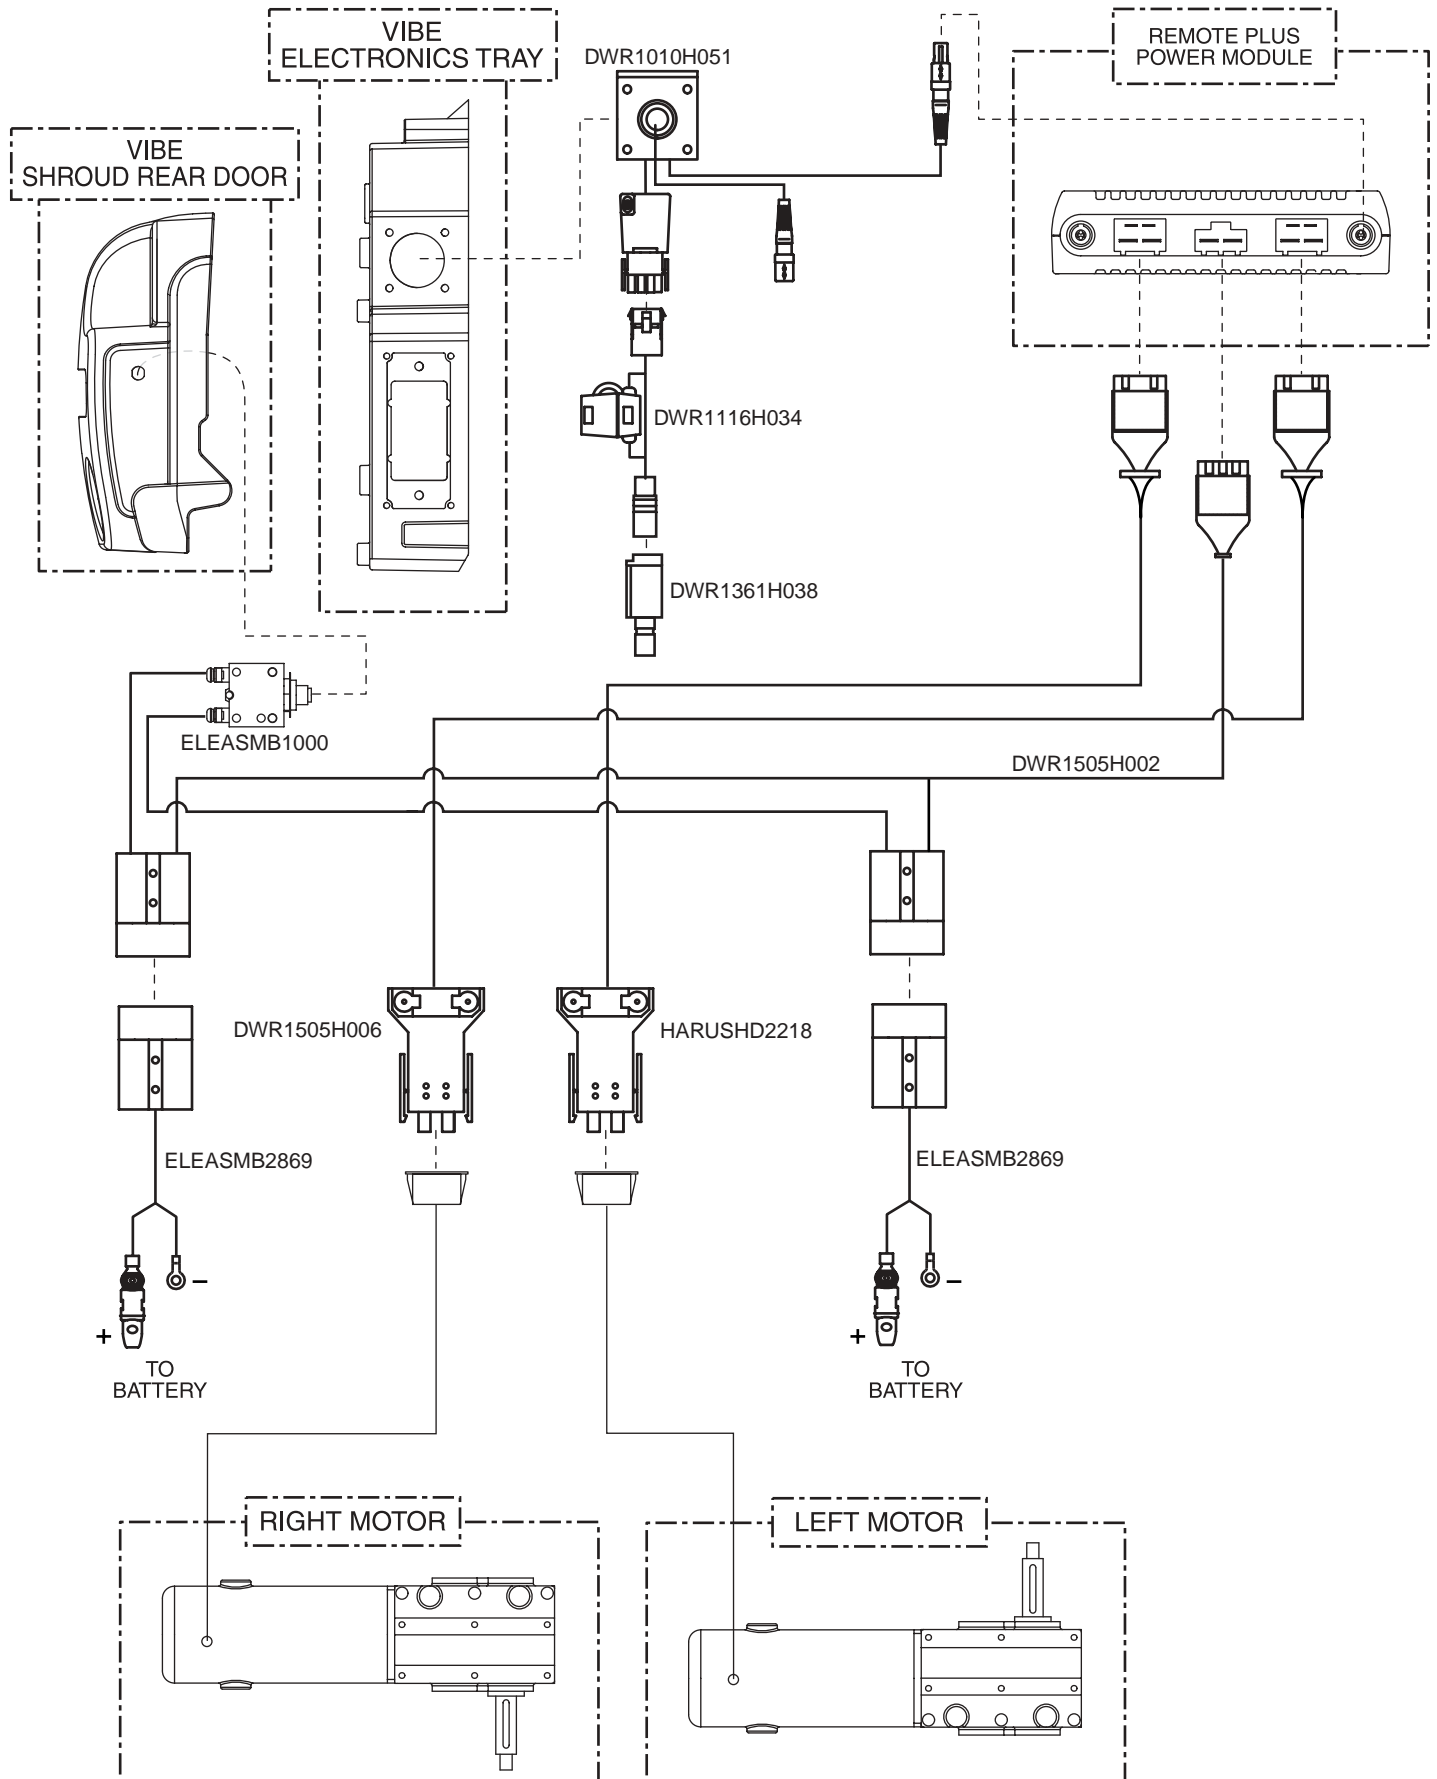 VIBE
ELECTRONICS TRAY
DWR1010H051
REMOTE PLUS
POWER MODULE
VIBE
SHROUD REAR DOOR
DWR1116H034
DWR1361H038
ELEASMB1000
DWR1505H002
DWR1505H006
HARUSHD2218
ELEASMB2869
ELEASMB2869
–
–
+
+
TO
BATTERY
TO
BATTERY
RIGHT MOTOR
LEFT MOTOR